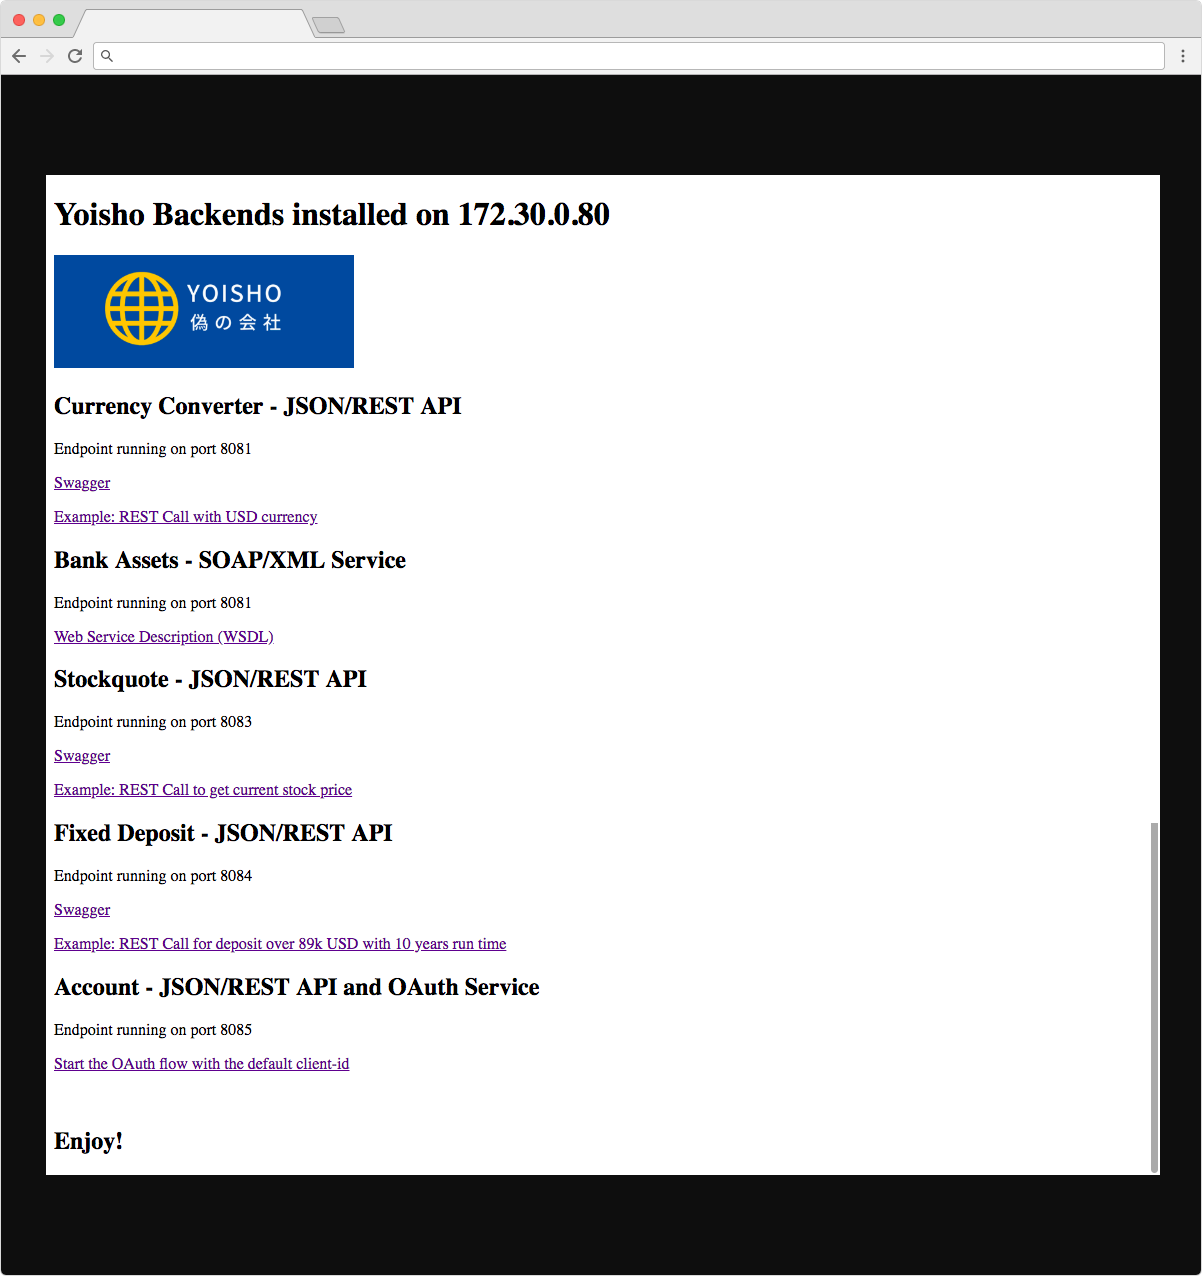 Yoisho Backends installed on 172.30.0.80
YOISHO
偽の会社
Currency Converter - JSON/REST API
Endpoint running on port 8081
Swagger
Example: REST Call with USD currency
Bank Assets - SOAP/XML Service
Endpoint running on port 8081
Web Service Description (WSDL)
Stockquote - JSON/REST API
Endpoint running on port 8083
Swagger
Example: REST Call to get current stock price
Fixed Deposit - JSON/REST API
Endpoint running on port 8084
Swagger
Example: REST Call for deposit over 89k USD with 10 years run time
Account - JSON/REST API and OAuth Service
Endpoint running on port 8085
Start the OAuth flow with the default client-id
Enjoy!